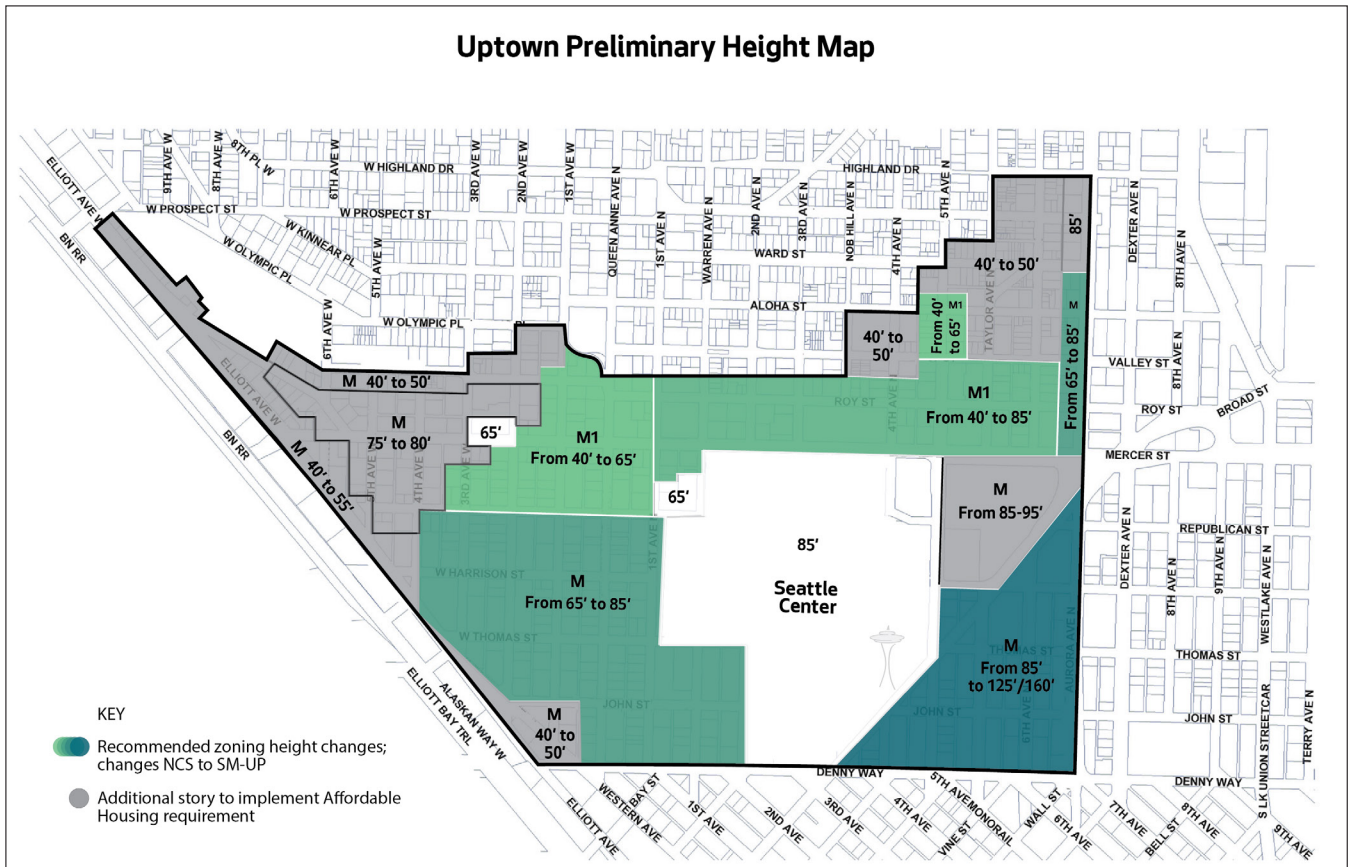 Uptown Preliminary Height Map
ELLIOTT AVE W
9TH AVE W
8TH AVE W
8TH PL W
6TH AVE W
W HIGHLAND DR
3RD AVE W
2ND AVE W
1ST AVE W
HIGHLAND DR
5TH AVE N
W PROSPECT ST
W PROSPECT ST
BN RR
W KINNEAR PL
W OLYMPIC PL
5TH AVE W
QUEEN ANNE AVE N
1ST AVE N
WARREN AVE N
2ND AVE N
3RD AVE N
NOB HILL AVE N
4TH AVE N
WARD ST
85'
DEXTER AVE N
8TH AVE N
40' to 50'
TAYLOR AVE N
ALOHA ST
6TH AVE W
W OLYMPIC PL
PL
40' to
50'
M1
From 40'
to 65'
M
From 65' to 85'
VALLEY ST
8TH AVE N
ELLIOTT AVE W
M 40' to 50'
M
75' to 80'
65'
M1
From 40' to 65'
ROY ST
4TH AVE N
M1
From 40' to 85'
ROY ST
BROAD ST
BN RR
M 40' to 55'
5TH AVE W
4TH AVE W
3RD AVE W
MERCER ST
65'
1ST AVE N
M
From 85-95'
DEXTER AVE N
REPUBLICAN ST
85'
Seattle
Center
W HARRISON ST
M
From 65' to 85'
8TH AVE N
9TH AVE N
WESTLAKE AVE N
W THOMAS ST
THOMAS ST
M
From 85'
to 125'/160'
AURORA AVE N
THOMAS ST
ALASKAN WAY W
ELLIOTT BAY TRL
JOHN ST
JOHN ST
6TH AVE N
JOHN ST
S LK UNION STREETCAR
TERRY AVE N
M
40' to
50'
KEY
Recommended zoning height changes;
changes NCS to SM-UP
Additional story to implement Affordable
Housing requirement
DENNY WAY
DENNY WAY
ELLIOTT AVE
WESTERN AVE
BAY ST
1ST AVE
2ND AVE
3RD AVE
4TH AVE
VINE ST
5TH AVE
MONORAIL
WALL ST
6TH AVE
7TH AVE
BELL ST
8TH AVE
9TH AVE